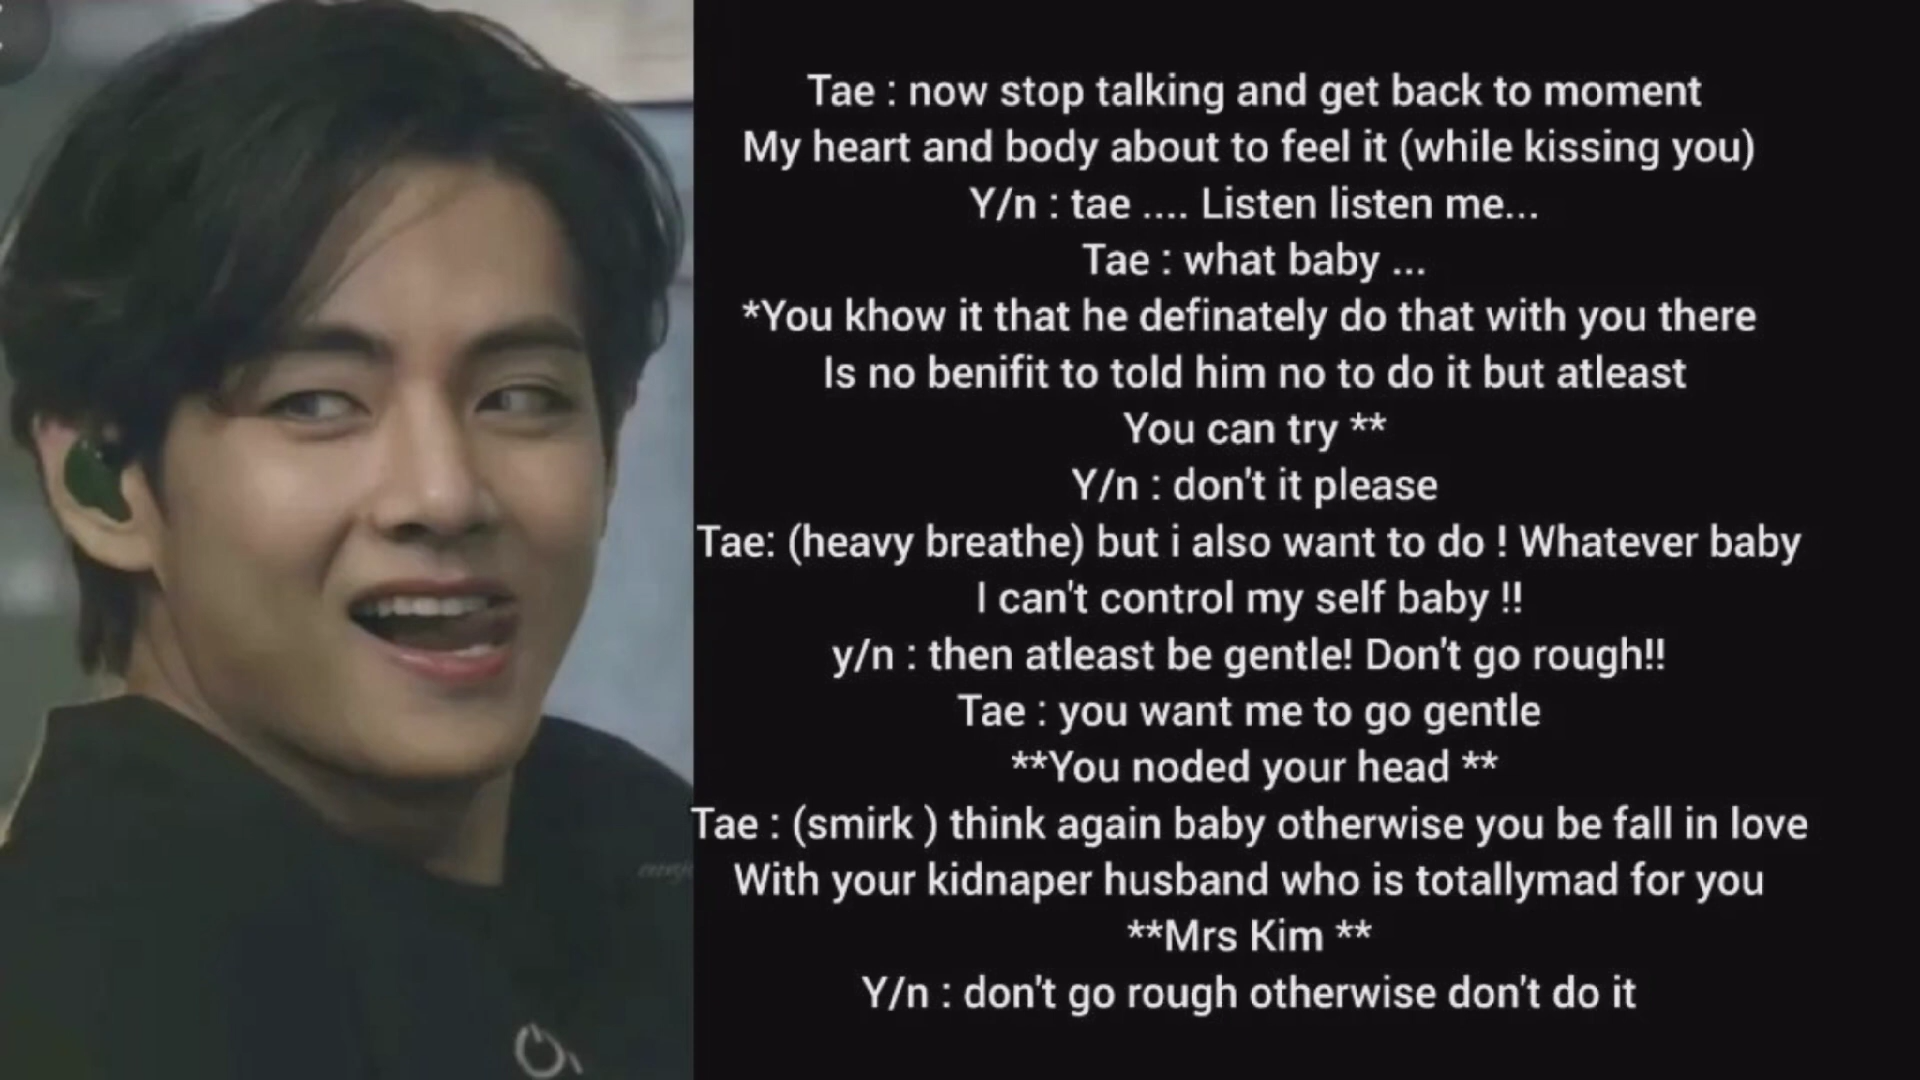 Tae : now stop talking and get back to moment
My heart and body about to feel it (while kissing you)
Y/n : tae .... Listen listen me...
Tae : what baby ...
*You khow it that he definately do that with you there
Is no benifit to told him no to do it but atleast
You can try **
Y/n : don't it please
Tae: (heavy breathe) but i also want to do ! Whatever baby
I can't control my self baby !!
y/n : then atleast be gentle! Don't go rough!!
Tae : you want me to go gentle
**You noded your head **
Tae : (smirk ) think again baby otherwise you be fall in love
With your kidnaper husband who is totallymad for you
**Mrs Kim **
Y/n : don't go rough otherwise don't do it